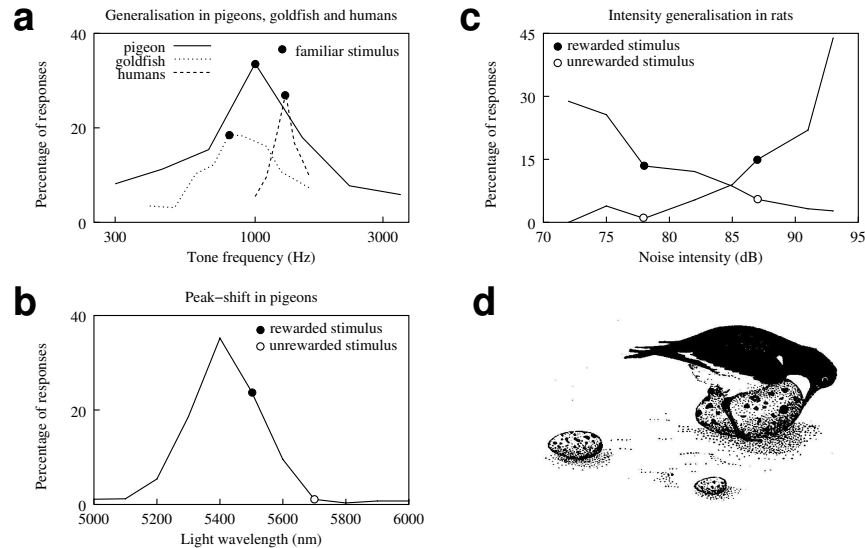 a
Generalisation in pigeons, goldfish and humans
Percentage of responses
40
20
0
pigeon
goldfish
humans
familiar stimulus
300
1000
3000
Tone frequency (Hz)
c
Intensity generalisation in rats
Percentage of responses
45
30
15
0
rewarded stimulus
unrewarded stimulus
70
75
80
85
90
95
Noise intensity (dB)
b
Peak−shift in pigeons
Percentage of responses
40
20
0
rewarded stimulus
unrewarded stimulus
5000
5200
5400
5600
5800
6000
Light wavelength (nm)
d